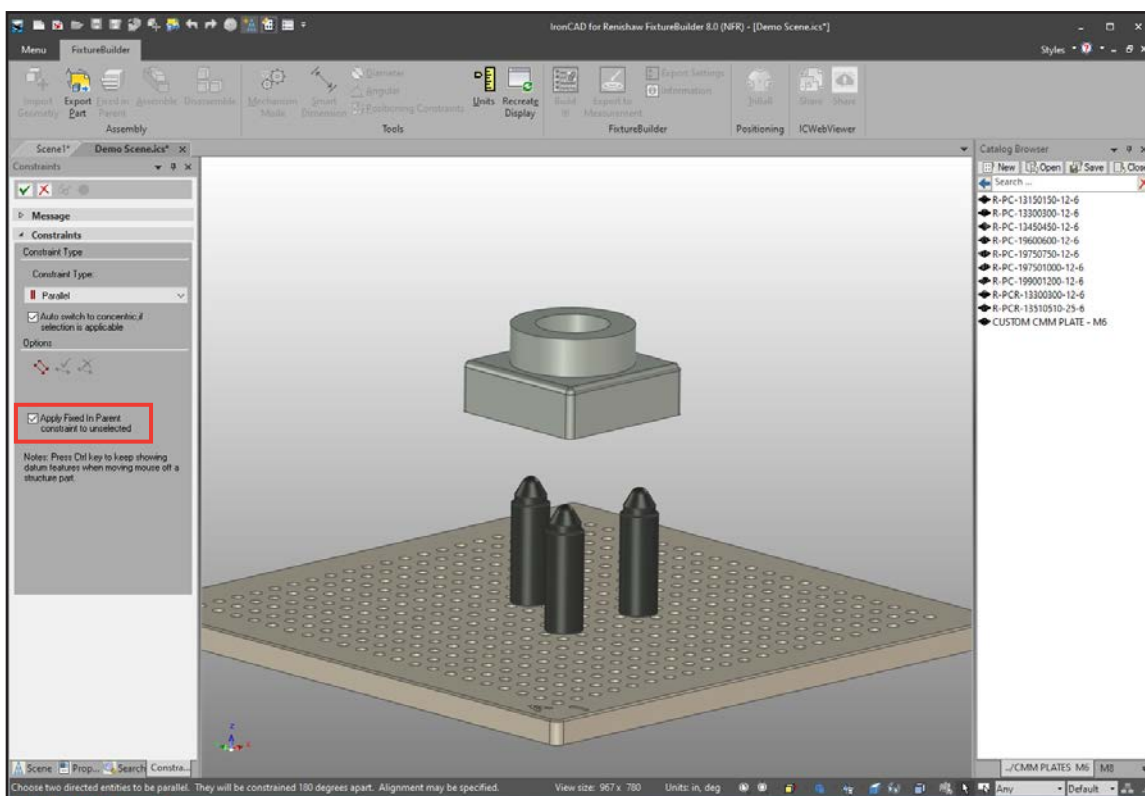 IronCAD for Renishaw FixtureBuilder 8.0 (NFR) - [Demo Scene.ics*]
Menu FixtureBuilder Styles
Import Geometry Export Part Fixed in Parent Assemble Disassemble
Assembly
Mechanism Mode Smart Dimension Diameter Angular Positioning Constraints Units Recreate Display
Tools
Build It! Export to Measurement Export Settings Information
FixtureBuilder
TriBall
Positioning
Share Share
ICWebViewer
Scene1* Demo Scene.ics* x
Constraints
Message
Constraints
Constraint Type
Constraint Type:
Parallel
Auto switch to concentric,if
selection is applicable
Options
Apply Fixed In Parent
constraint to unselected
Notes: Press Ctrl key to keep showing
datum features when moving mouse off a
structure part.
Z
Catalog Browser
New Open Save Close
Search ...
R-PC-13150150-12-6
R-PC-13300300-12-6
R-PC-13450450-12-6
R-PC-19600600-12-6
R-PC-19750750-12-6
R-PC-197501000-12-6
R-PC-199001200-12-6
R-PCR-13300300-12-6
R-PCR-13510510-25-6
CUSTOM CMM PLATE - M6
Scene Prop... Search Constra...
../CMM PLATES M6 M8
Choose two directed entities to be parallel. They will be constrained 180 degrees apart. Alignment may be specified. View size: 967 x 780 Units: in, deg Any Default